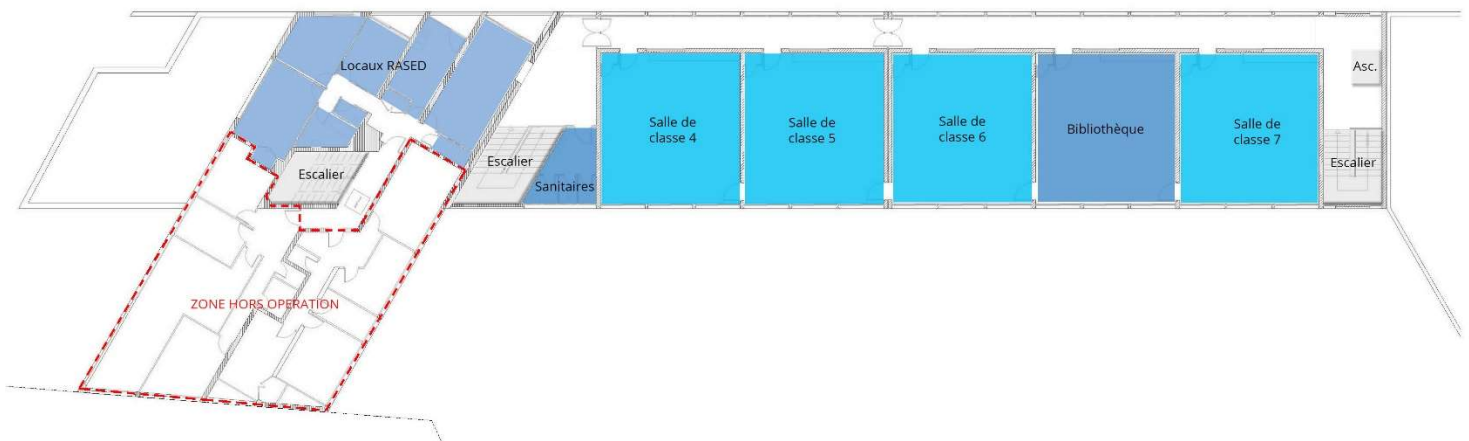 Locaux RASED
Asc.
Salle de
classe 4
Salle de
classe 5
Salle de
classe 6
Bibliothèque
Salle de
classe 7
Escalier
Escalier
Escalier
Sanitaires
ZONE HORS OPERATION